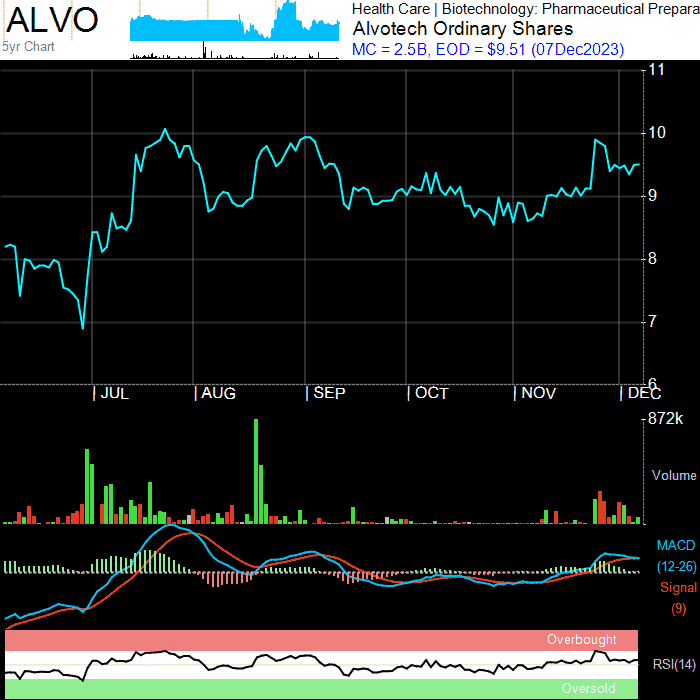 ALVO
5yr Chart
Health Care | Biotechnology: Pharmaceutical Prepara
Alvotech Ordinary Shares
MC = 2.5B, EOD = $9.51 (07Dec2023)
11
10
9
8
7
6
| JUL | AUG | SEP | OCT | NOV | DEC
872k
Volume
MACD
(12-26)
Signal
(9)
Overbought
RSI(14)
Oversold